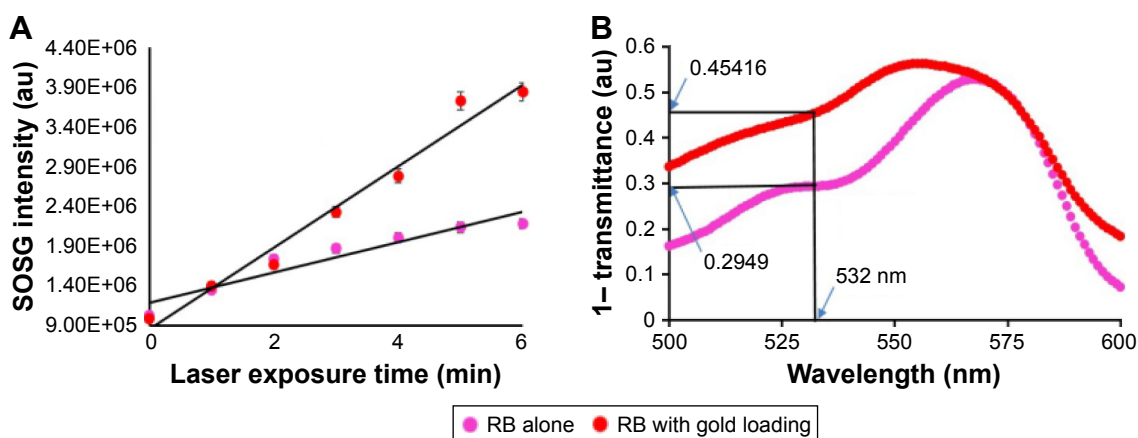 A
SOSG intensity (au)
4.40E+06
3.90E+06
3.40E+06
2.90E+06
2.40E+06
1.90E+06
1.40E+06
9.00E+05
0 2 4 6
Laser exposure time (min)
B
1– transmittance (au)
0.6
0.5
0.4
0.3
0.2
0.1
0
0.45416
0.2949
532 nm
500 525 550 575 600
Wavelength (nm)
RB alone RB with gold loading